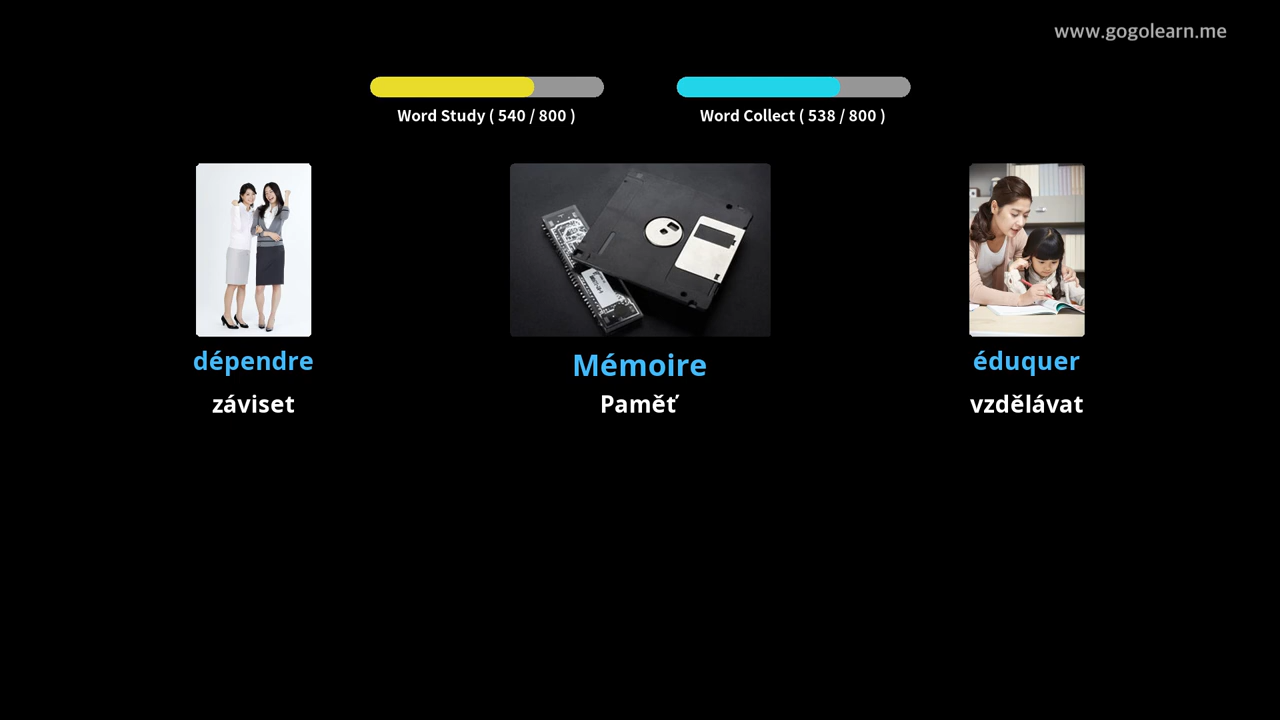 www.gogolearn.me
Word Study ( 540 / 800 )
Word Collect ( 538 / 800 )
dépendre
záviset
Mémoire
Paměť
éduquer
vzdělávat